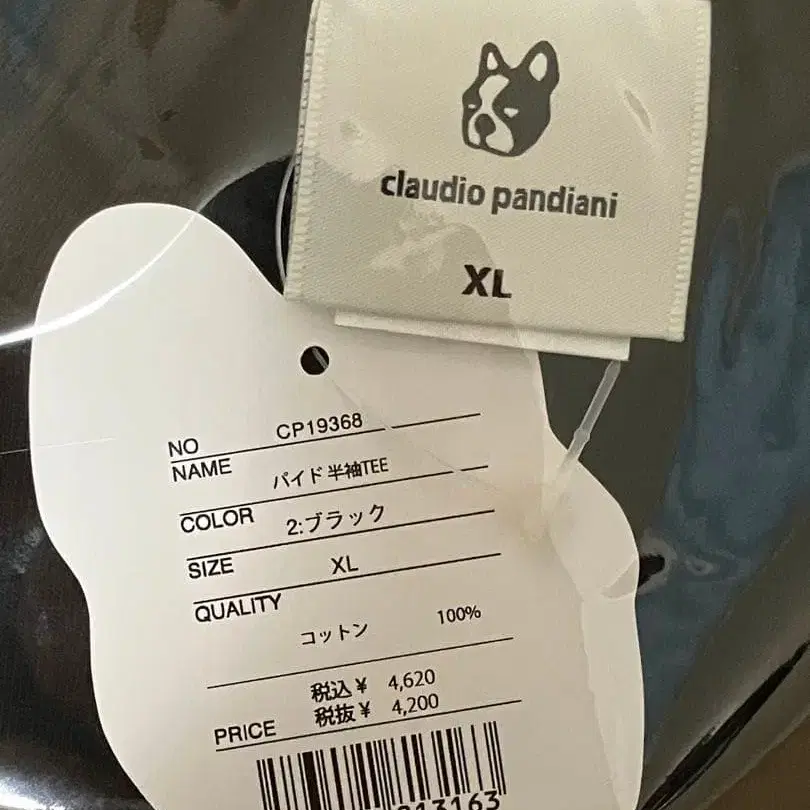 claudio pandiani
XL
NO CP19368
NAME パイド 半袖TEE
COLOR 2:ブラック
SIZE XL
QUALITY
コットン 100%
税込¥ 4,620
PRICE 税抜¥ 4,200
13163